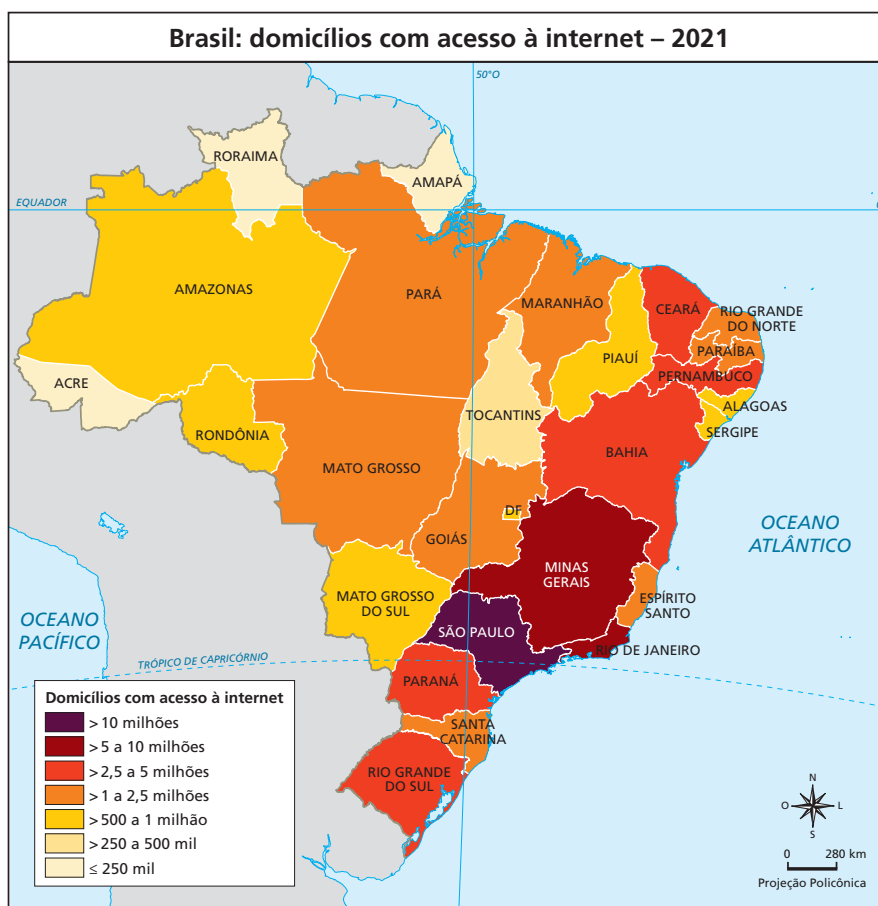 Brasil: domicílios com acesso à internet – 2021
50°O
RORAIMA
AMAPÁ
EQUADOR
AMAZONAS
PARÁ
MARANHÃO
CEARÁ
RIO GRANDE
DO NORTE
PARAÍBA
PIAUÍ
PERNAMBUCO
ACRE
TOCANTINS
ALAGOAS
RONDÔNIA
SERGIPE
BAHIA
MATO GROSSO
DF
GOIÁS
OCEANO
ATLÂNTICO
MINAS
GERAIS
MATO GROSSO
DO SUL
ESPÍRITO
SANTO
OCEANO
PACÍFICO
SÃO PAULO
RIO DE JANEIRO
TRÓPICO DE CAPRICÓRNIO
PARANÁ
SANTA
CATARINA
RIO GRANDE
DO SUL
Domicílios com acesso à internet
>10 milhões
>5 a 10 milhões
>2,5 a 5 milhões
>1 a 2,5 milhões
>500 a 1 milhão
>250 a 500 mil
≤ 250 mil
N
O L
S
0 280 km
Projeção Policônica